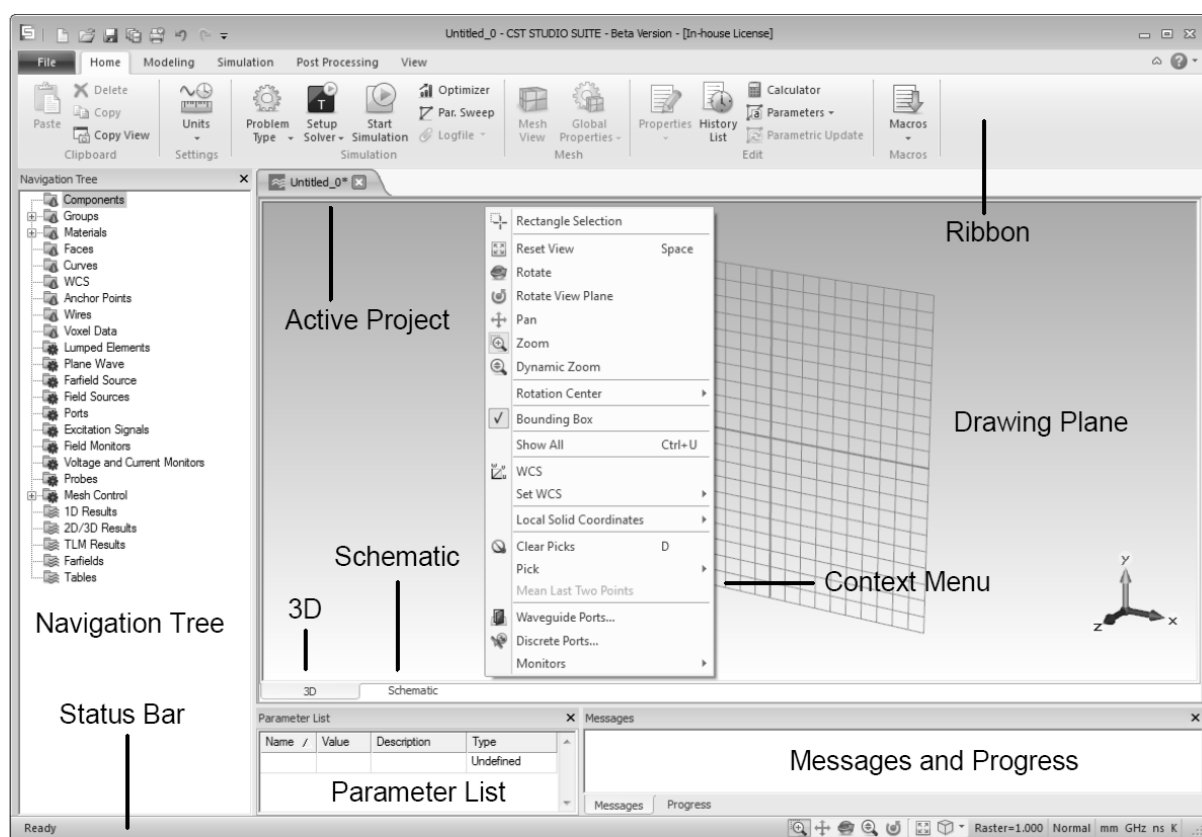 Untitled_0 - CST STUDIO SUITE - Beta Version - [In-house License]
File Home Modeling Simulation Post Processing View
Paste
Delete
Copy
Copy View
Clipboard
Units
Settings
Problem Type
Setup Solver
Start Simulation
Optimizer
Par. Sweep
Logfile
Simulation
Mesh View
Global Properties
Mesh
Properties
History List
Calculator
Parameters
Parametric Update
Edit
Macros
Macros
Ribbon
Navigation Tree
Components
Groups
Materials
Faces
Curves
WCS
Anchor Points
Wires
Voxel Data
Lumped Elements
Plane Wave
Farfield Source
Field Sources
Ports
Excitation Signals
Field Monitors
Voltage and Current Monitors
Probes
Mesh Control
1D Results
2D/3D Results
TLM Results
Farfields
Tables
Navigation Tree
Status Bar
Untitled_0*
Active Project
Rectangle Selection
Reset View Space
Rotate
Rotate View Plane
Pan
Zoom
Dynamic Zoom
Rotation Center
Bounding Box
Show All Ctrl+U
WCS
Set WCS
Local Solid Coordinates
Clear Picks D
Pick
Mean Last Two Points
Waveguide Ports...
Discrete Ports...
Monitors
Drawing Plane
Context Menu
Schematic
3D
y
z
x
3D Schematic
Parameter List
Name / Value Description Type
Undefined
Parameter List
Messages
Messages and Progress
Messages Progress
Ready
Raster=1.000 Normal mm GHz ns K